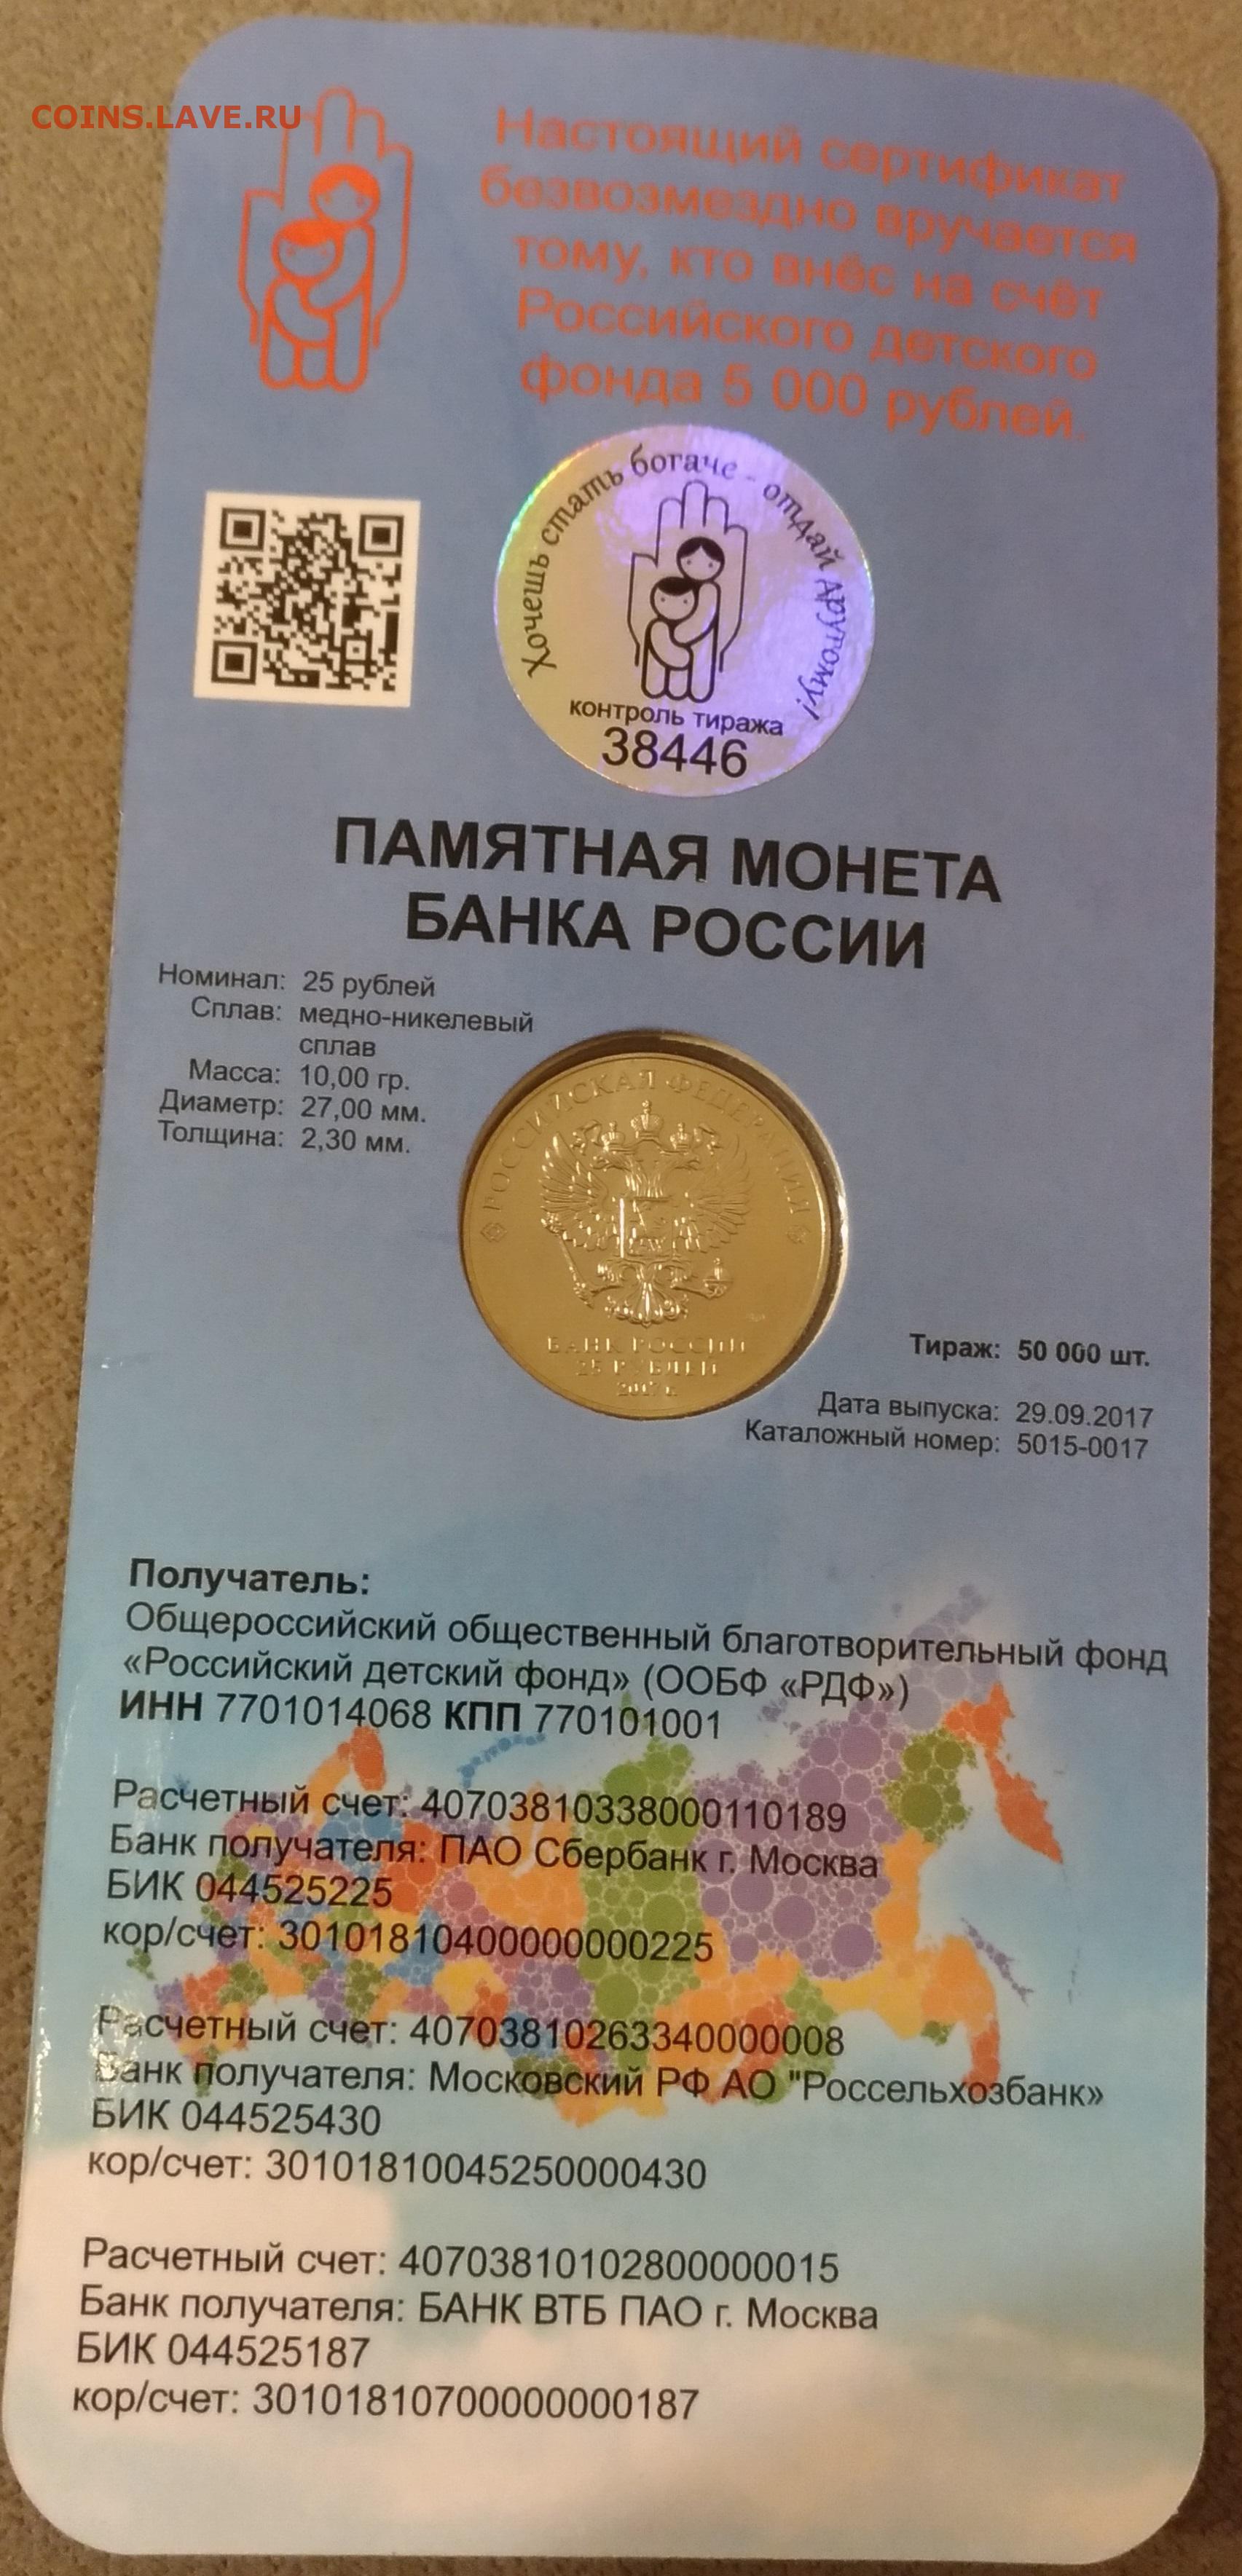 COINS.LAVE.RU
Настоящий сертификат
безвозмездно вручается
тому, кто внёс на счёт
Российского детского
фонда 5 000 рублей.
Хочешь стать богаче - отдай другому!
контроль тиража
38446
ПАМЯТНАЯ МОНЕТА
БАНКА РОССИИ
Номинал: 25 рублей
Сплав: медно-никелевый
сплав
Масса: 10,00 гр.
Диаметр: 27,00 мм.
Толщина: 2,30 мм.
РОССИЙСКАЯ ФЕДЕРАЦИЯ
БАНК РОССИИ
25 РУБЛЕЙ
2017 г.
Тираж: 50 000 шт.
Дата выпуска: 29.09.2017
Каталожный номер: 5015-0017
Получатель:
Общероссийский общественный благотворительный фонд
«Российский детский фонд» (ООБФ «РДФ»)
ИНН 7701014068 КПП 770101001
Расчетный счет: 40703810338000110189
Банк получателя: ПАО Сбербанк г. Москва
БИК 044525225
кор/счет: 30101810400000000225
Расчетный счет: 40703810263340000008
Банк получателя: Московский РФ АО "Россельхозбанк»
БИК 044525430
кор/счет: 30101810045250000430
Расчетный счет: 40703810102800000015
Банк получателя: БАНК ВТБ ПАО г. Москва
БИК 044525187
кор/счет: 30101810700000000187